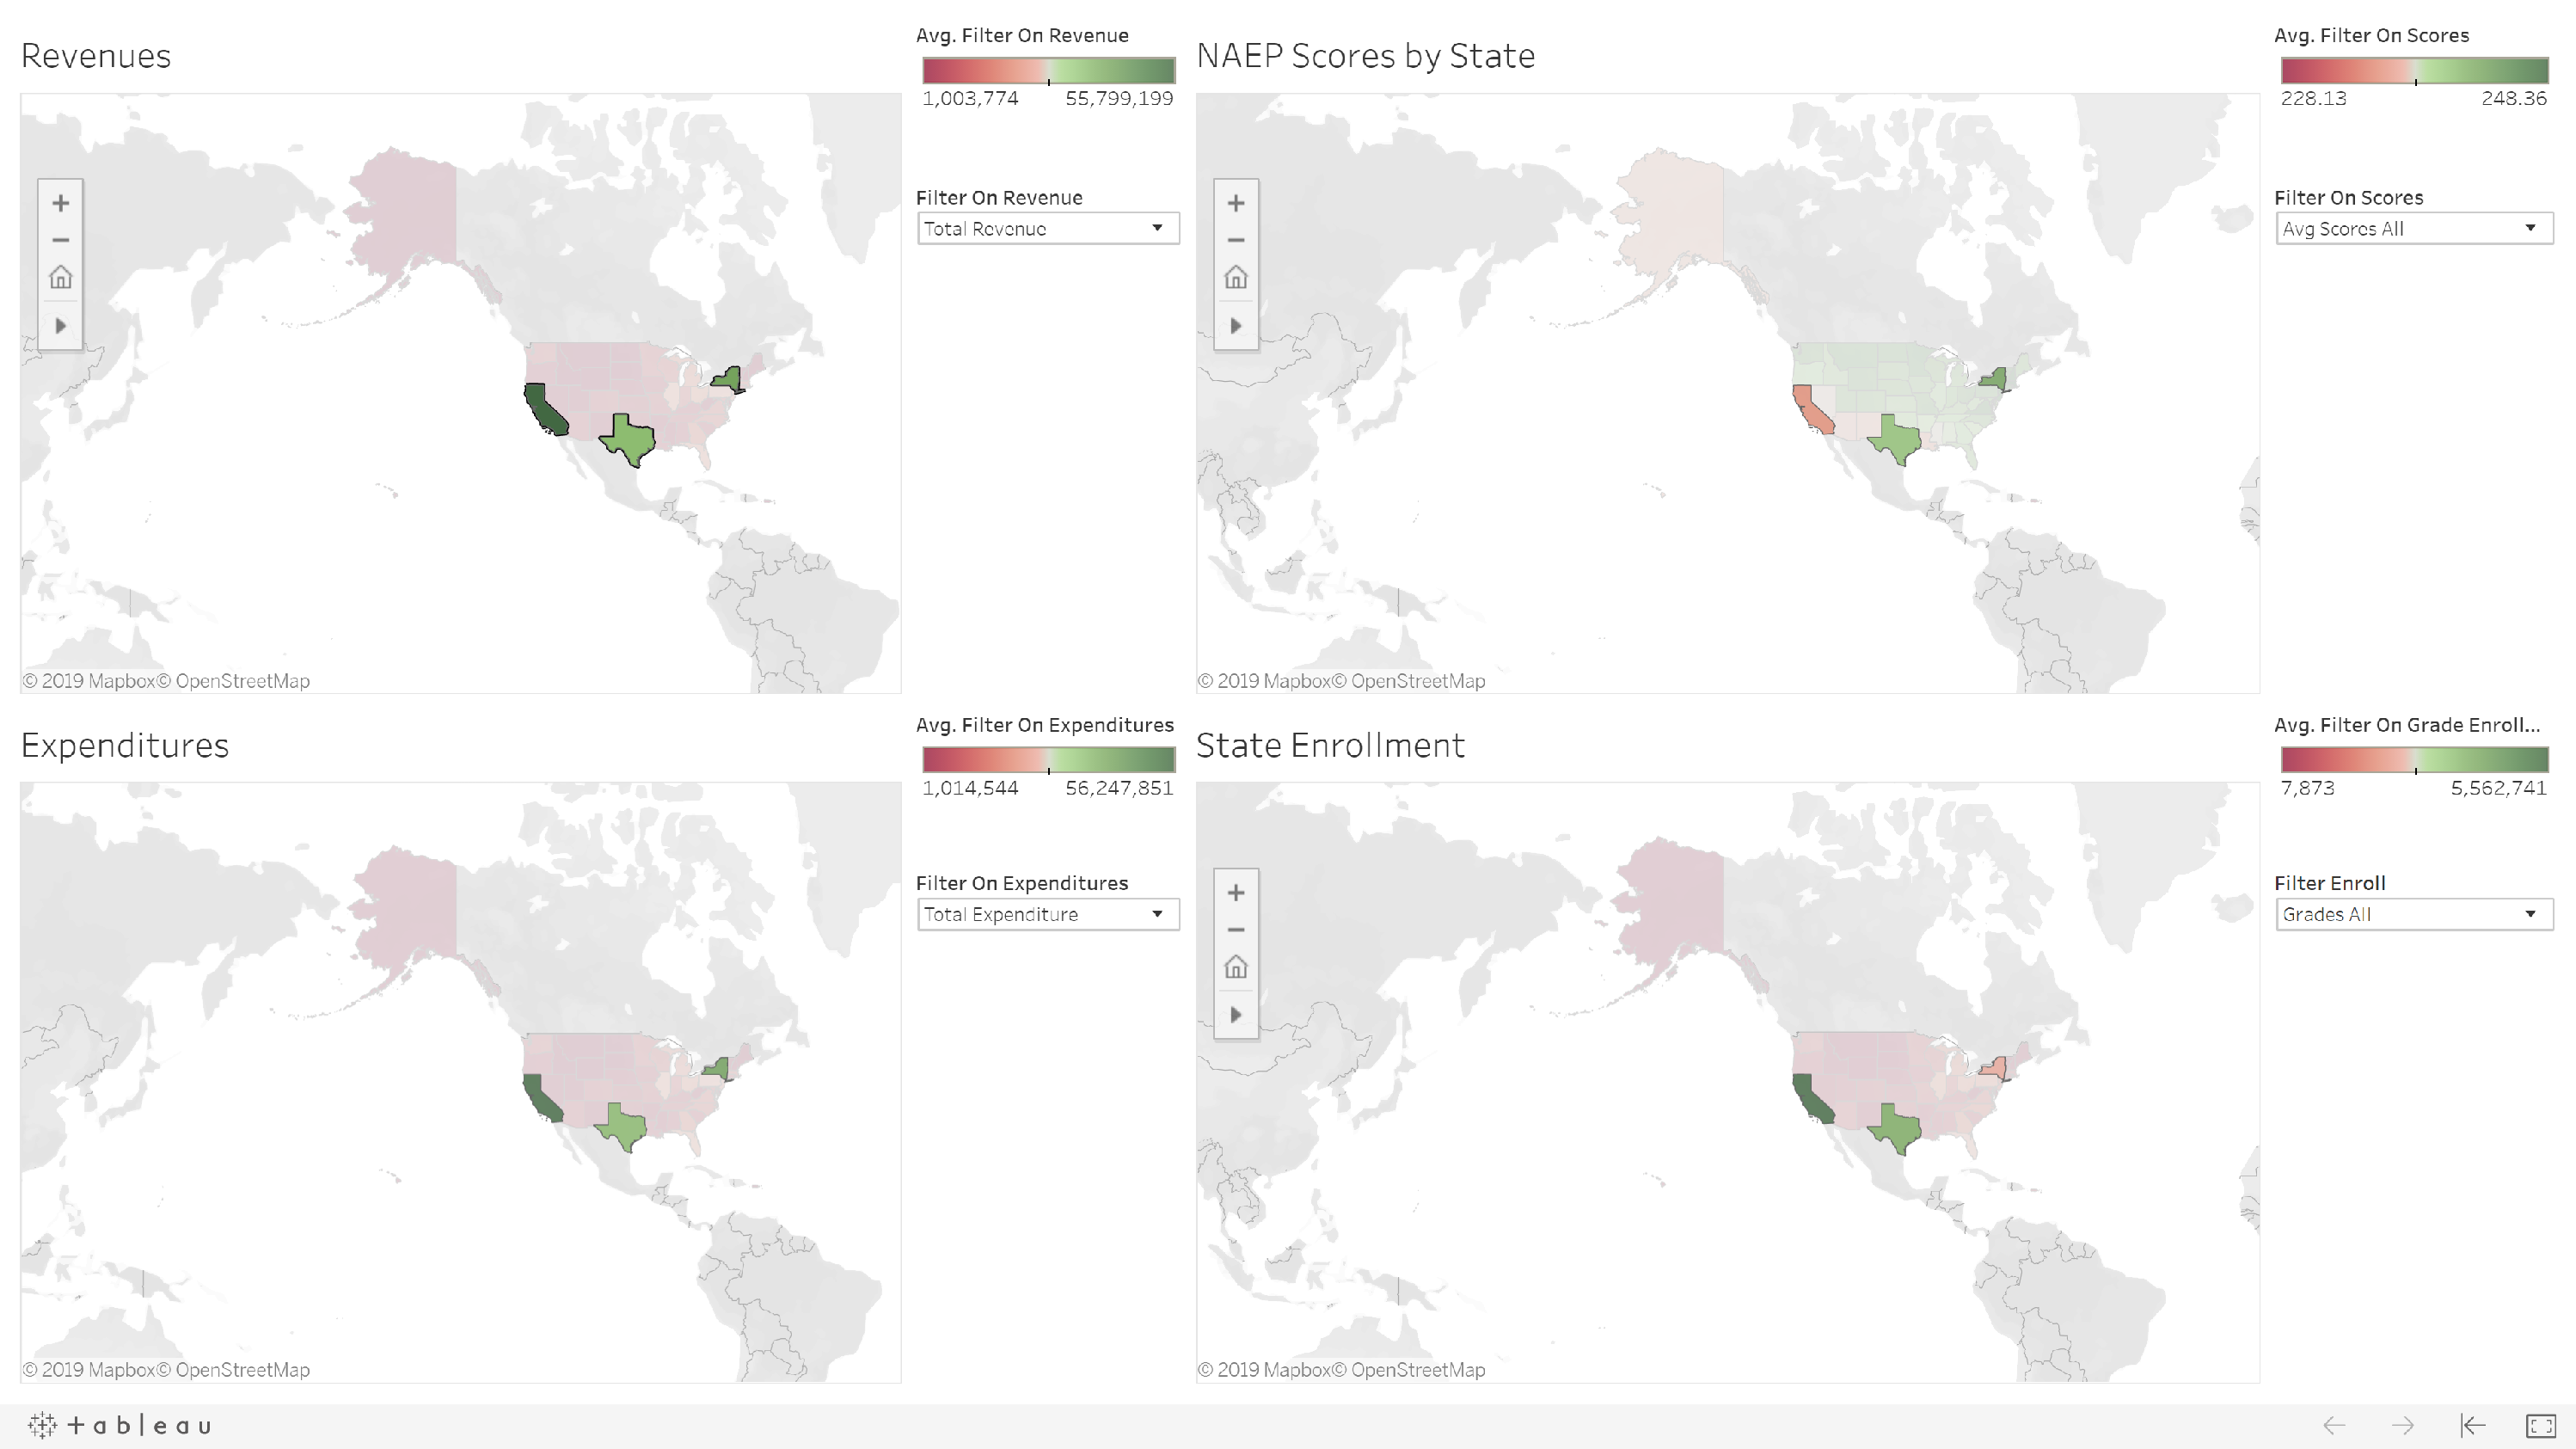 Revenues
Avg. Filter On Revenue
1,003,774 55,799,199
Filter On Revenue
Total Revenue
© 2019 Mapbox© OpenStreetMap
NAEP Scores by State
Avg. Filter On Scores
228.13 248.36
Filter On Scores
Avg Scores All
© 2019 Mapbox© OpenStreetMap
Expenditures
Avg. Filter On Expenditures
1,014,544 56,247,851
Filter On Expenditures
Total Expenditure
© 2019 Mapbox© OpenStreetMap
State Enrollment
Avg. Filter On Grade Enroll...
7,873 5,562,741
Filter Enroll
Grades All
© 2019 Mapbox© OpenStreetMap
+ableau